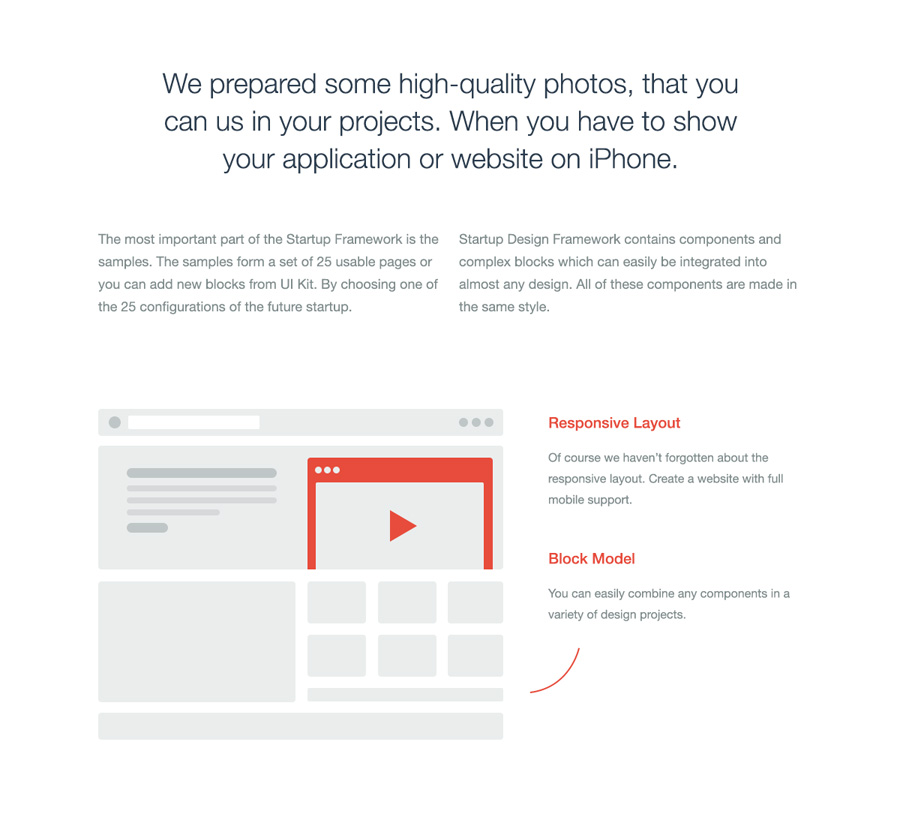 We prepared some high-quality photos, that you
can us in your projects. When you have to show
your application or website on iPhone.
The most important part of the Startup Framework is the
samples. The samples form a set of 25 usable pages or
you can add new blocks from UI Kit. By choosing one of
the 25 configurations of the future startup.
Startup Design Framework contains components and
complex blocks which can easily be integrated into
almost any design. All of these components are made in
the same style.
Responsive Layout
Of course we haven't forgotten about the
responsive layout. Create a website with full
mobile support.
Block Model
You can easily combine any components in a
variety of design projects.